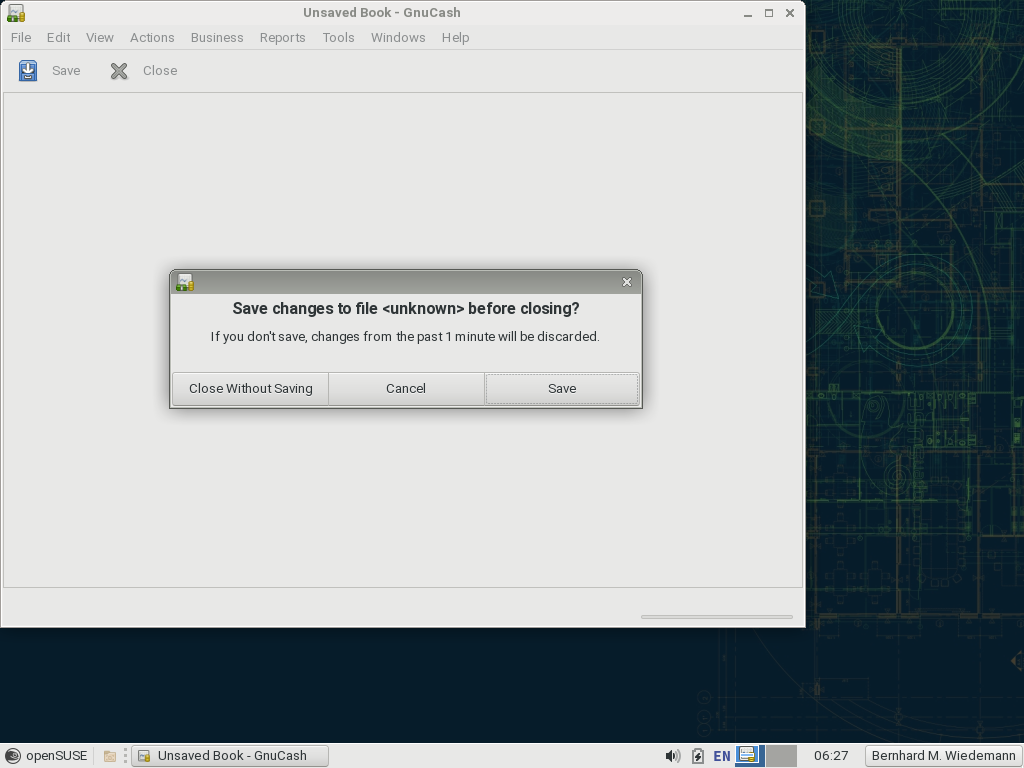 Unsaved Book - GnuCash
File Edit View Actions Business Reports Tools Windows Help
Save Close
Save changes to file <unknown> before closing?
If you don't save, changes from the past 1 minute will be discarded.
Close Without Saving Cancel Save
openSUSE Unsaved Book - GnuCash EN 06:27 Bernhard M. Wiedemann